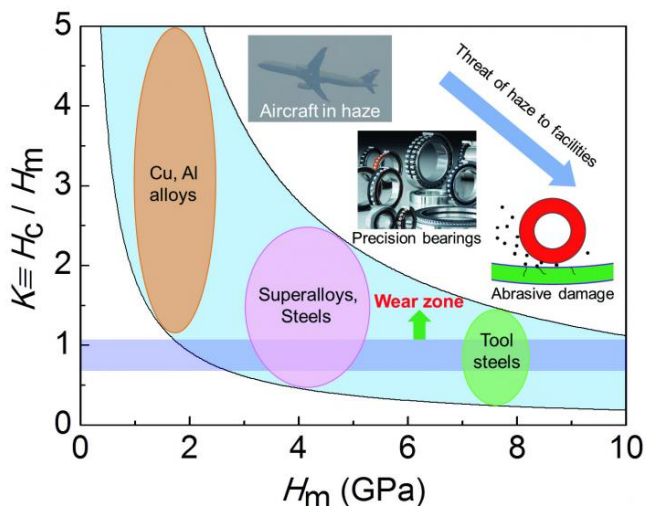 5
4
3
2
1
0
K≡ Hc / Hm
Aircraft in haze
Threat of haze
to facilities
Cu, Al
alloys
Precision bearings
Abrasive damage
Superalloys,
Steels
Wear zone
Tool
steels
0 2 4 6 8 10
Hm (GPa)